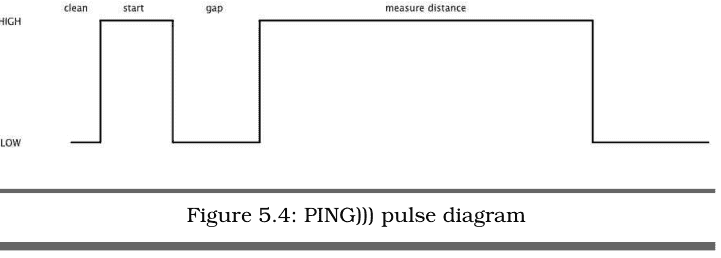 clean start gap measure distance
HIGH
LOW
Figure 5.4: PING))) pulse diagram